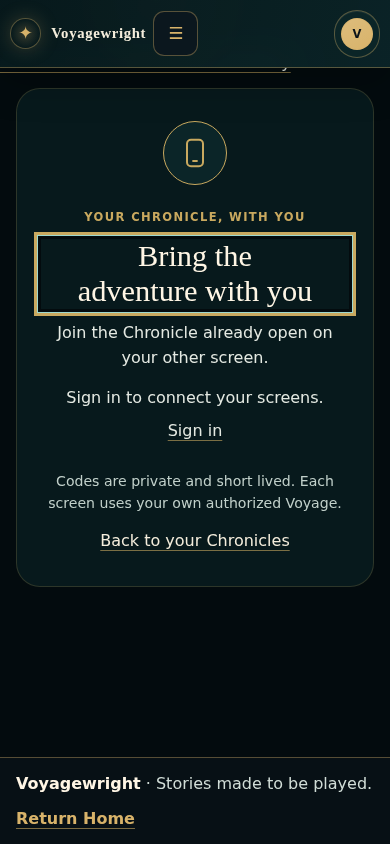 Voyagewright
V
YOUR CHRONICLE, WITH YOU
Bring the
adventure with you
Join the Chronicle already open on
your other screen.
Sign in to connect your screens.
Sign in
Codes are private and short lived. Each
screen uses your own authorized Voyage.
Back to your Chronicles
Voyagewright · Stories made to be played.
Return Home